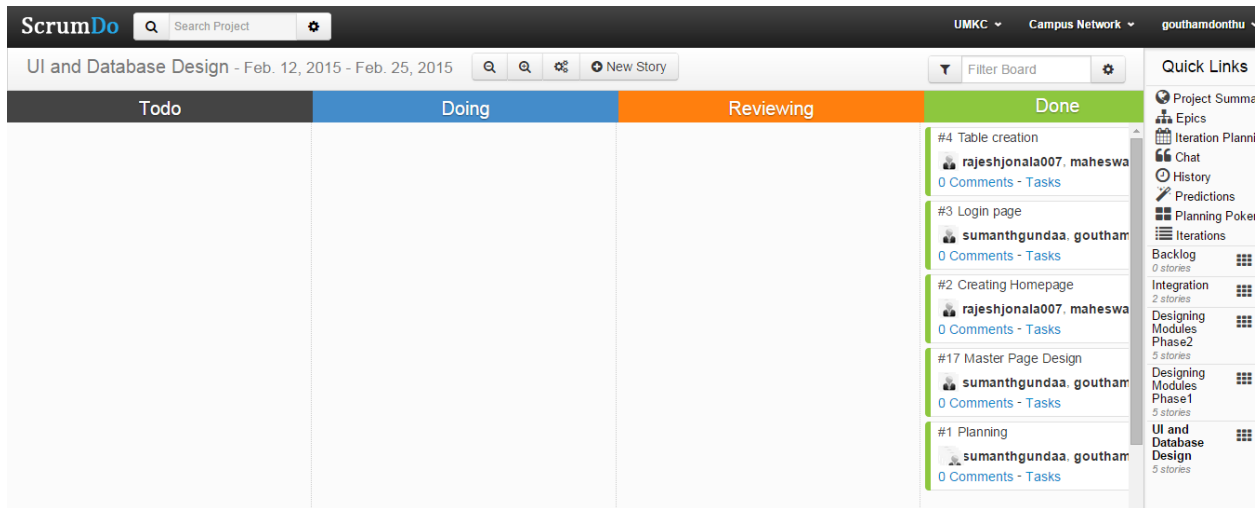 ScrumDo Search Project UMKC Campus Network gouthamdonthu
UI and Database Design - Feb. 12, 2015 - Feb. 25, 2015 New Story Filter Board
Todo Doing Reviewing Done
#4 Table creation
rajeshjonala007, maheswa
0 Comments - Tasks
#3 Login page
sumanthgundaa, goutham
0 Comments - Tasks
#2 Creating Homepage
rajeshjonala007, maheswa
0 Comments - Tasks
#17 Master Page Design
sumanthgundaa, goutham
0 Comments - Tasks
#1 Planning
sumanthgundaa, goutham
0 Comments - Tasks
Quick Links
Project Summa
Epics
Iteration Planni
Chat
History
Predictions
Planning Poker
Iterations
Backlog
0 stories
Integration
2 stories
Designing
Modules
Phase2
5 stories
Designing
Modules
Phase1
5 stories
UI and
Database
Design
5 stories